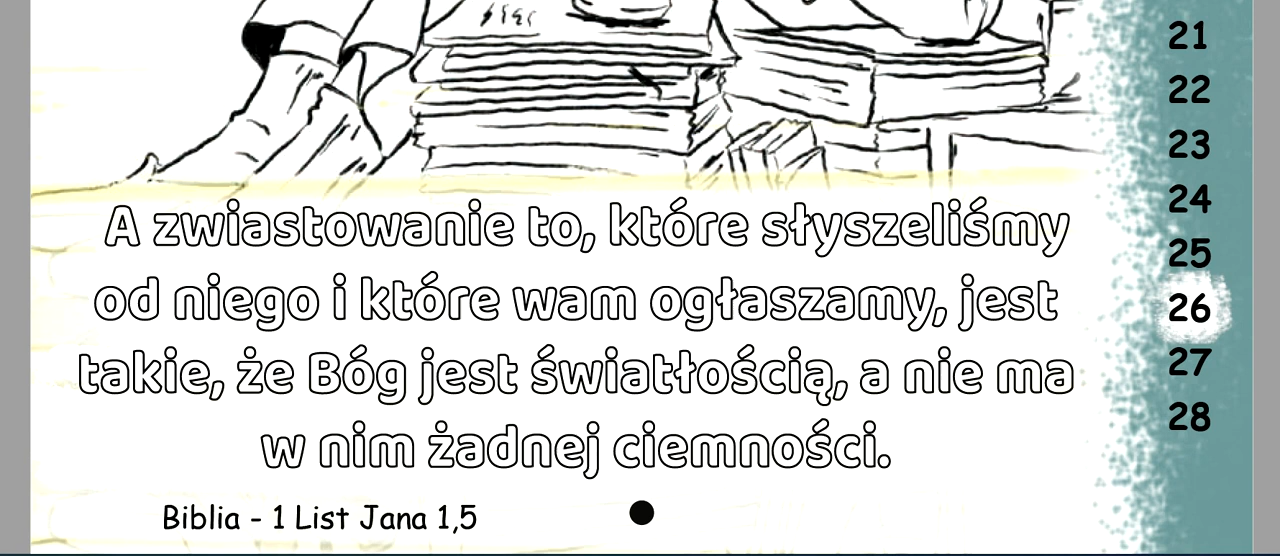 21
22
23
24
25
26
27
28
A zwiastowanie to, które słyszeliśmy
od niego i które wam ogłaszamy, jest
takie, że Bóg jest światłością, a nie ma
w nim żadnej ciemności.
Biblia - 1 List Jana 1,5